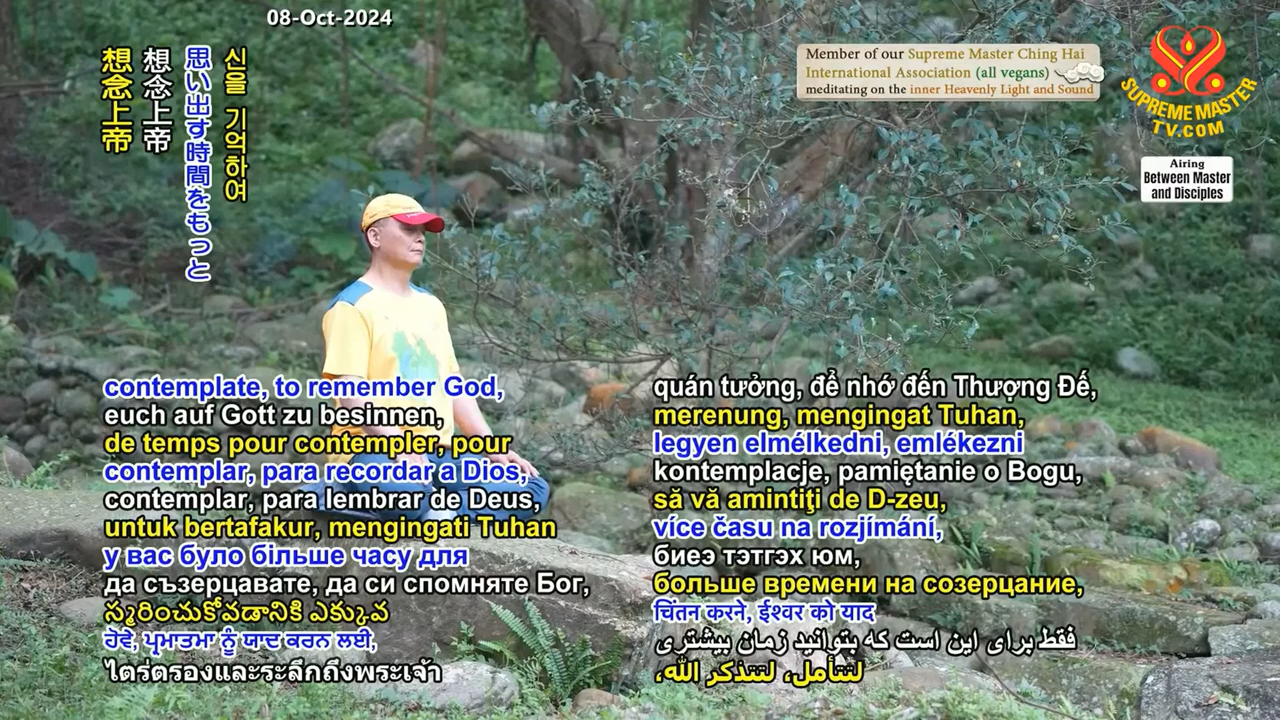 08-Oct-2024
想念上帝
想念上帝
思い出す時間をもっと
신을 기억하여
Member of our Supreme Master Ching Hai
International Association (all vegans)
meditating on the inner Heavenly Light and Sound
SUPREME MASTER
TV.COM
Airing
Between Master
and Disciples
contemplate, to remember God,
euch auf Gott zu besinnen,
de temps pour contempler, pour
contemplar, para recordar a Dios,
contemplar, para lembrar de Deus,
untuk bertafakur, mengingati Tuhan
у вас було більше часу для
да съзерцавате, да си спомняте Бог,
స్మరించుకోవడానికి ఎక్కువ
ਹੋਵੇ, ਪ੍ਰਮਾਤਮਾ ਨੂੰ ਯਾਦ ਕਰਨ ਲਈ,
ไตร่ตรองและระลึกถึงพระเจ้า
quán tưởng, để nhớ đến Thượng Đế,
merenung, mengingat Tuhan,
legyen elmélkedni, emlékezni
kontemplacje, pamiętanie o Bogu,
să vă amintiţi de D-zeu,
více času na rozjímání,
биеэ тэтгэх юм,
больше времени на созерцание,
चिंतन करने, ईश्वर को याद
فقط برای این است که بتوانید زمان بیشتری
لتتأمل، لتتذكر الله،